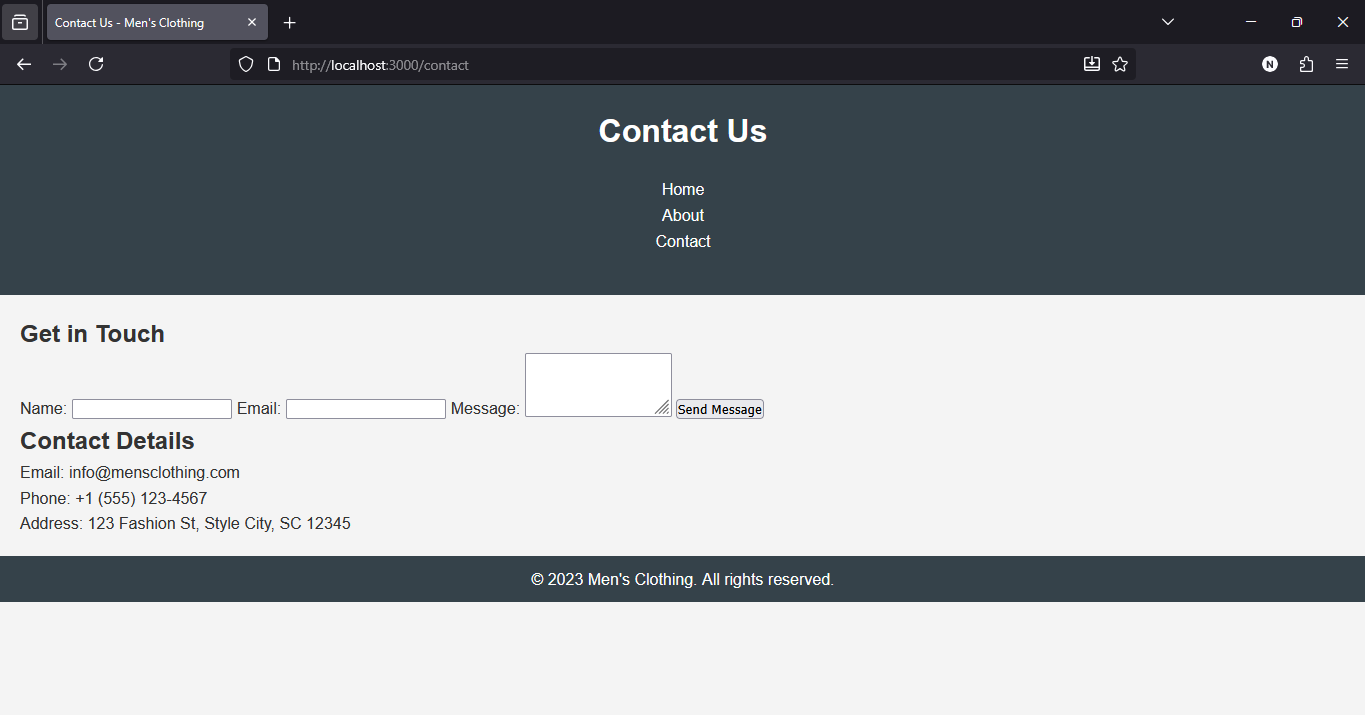 Contact Us - Men's Clothing
http://localhost:3000/contact
N
Contact Us
Home
About
Contact
Get in Touch
Name: Email: Message: Send Message
Contact Details
Email: info@mensclothing.com
Phone: +1 (555) 123-4567
Address: 123 Fashion St, Style City, SC 12345
© 2023 Men's Clothing. All rights reserved.